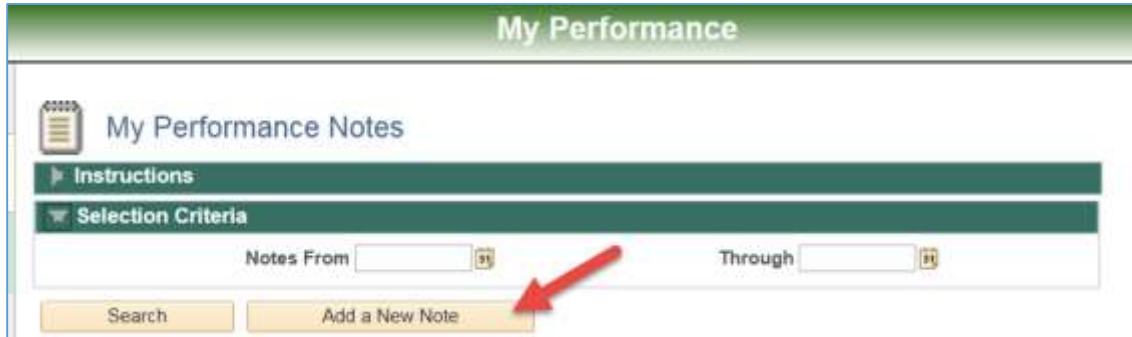 My Performance
My Performance Notes
Instructions
Selection Criteria
Notes From Through
Search Add a New Note